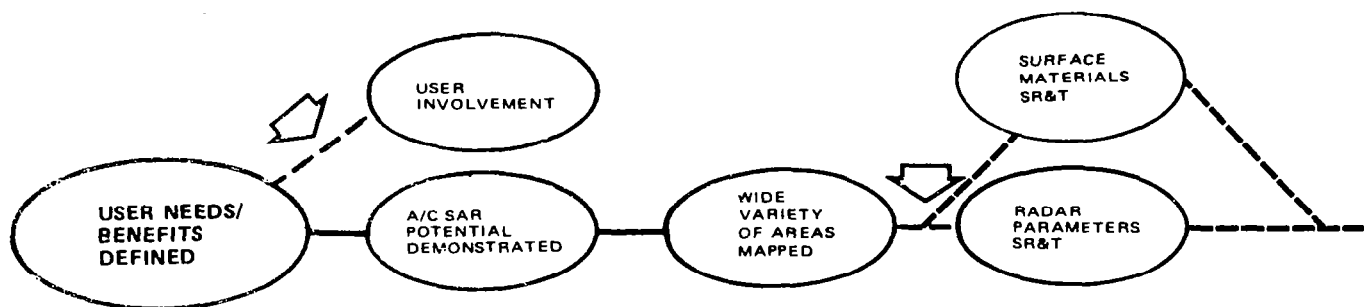 USER
INVOLVEMENT
SURFACE
MATERIALS
SR&T
USER NEEDS/
BENEFITS
DEFINED
A/C SAR
POTENTIAL
DEMONSTRATED
WIDE
VARIETY
OF AREAS
MAPPED
RADAR
PARAMETERS
SR&T